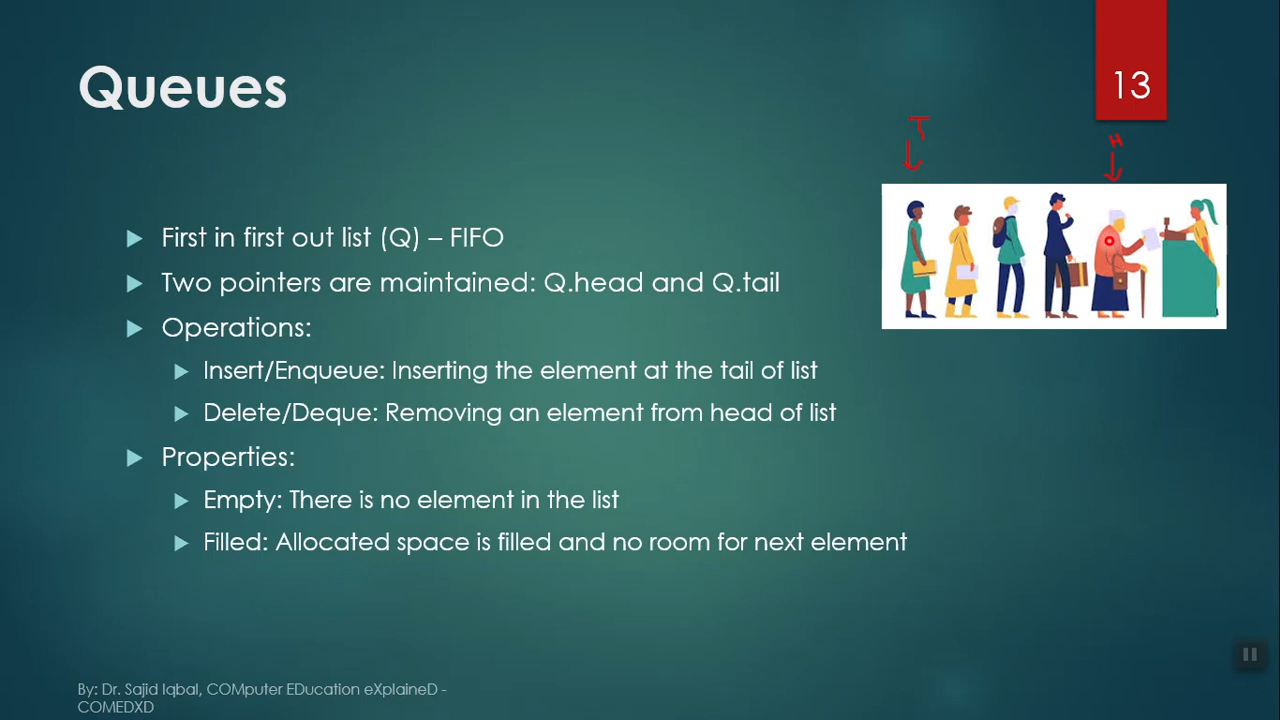 Queues
13
T
H
First in first out list (Q) – FIFO
Two pointers are maintained: Q.head and Q.tail
Operations:
Insert/Enqueue: Inserting the element at the tail of list
Delete/Deque: Removing an element from head of list
Properties:
Empty: There is no element in the list
Filled: Allocated space is filled and no room for next element
By: Dr. Sajid Iqbal, COMputer EDucation eXplaineD -
COMEDXD